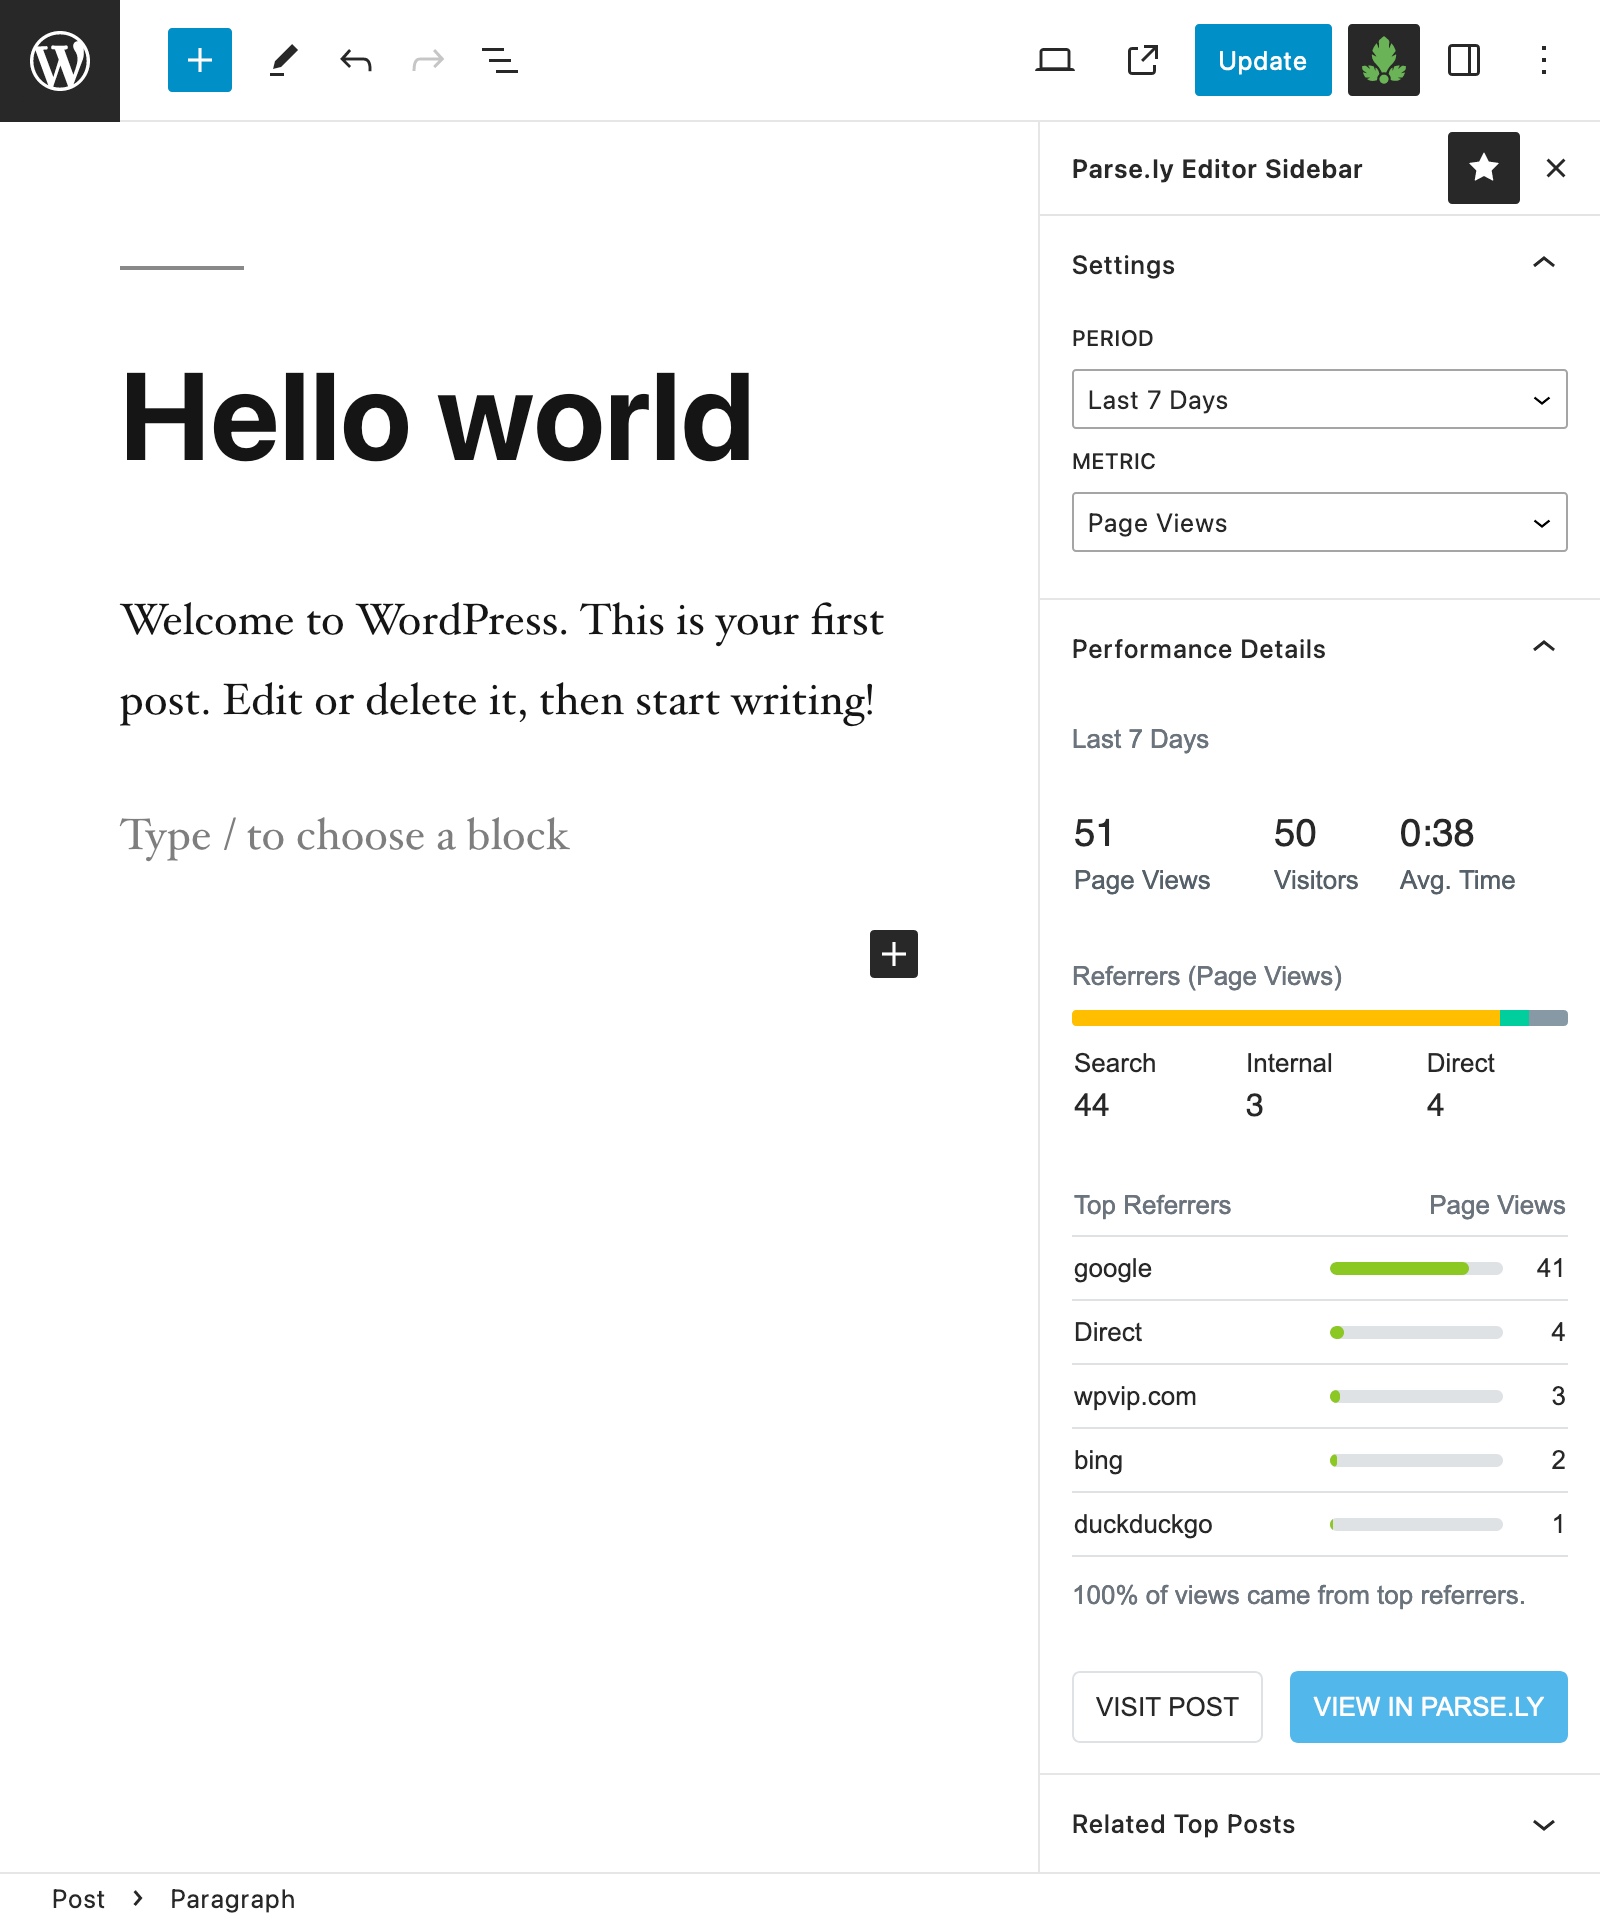 Update
Parse.ly Editor Sidebar
Settings
PERIOD
Last 7 Days
METRIC
Page Views
Hello world
Welcome to WordPress. This is your first
post. Edit or delete it, then start writing!
Type / to choose a block
Performance Details
Last 7 Days
51 50 0:38
Page Views Visitors Avg. Time
Referrers (Page Views)
Search Internal Direct
44 3 4
Top Referrers Page Views
google 41
Direct 4
wpvip.com 3
bing 2
duckduckgo 1
100% of views came from top referrers.
VISIT POST VIEW IN PARSE.LY
Related Top Posts
Post › Paragraph